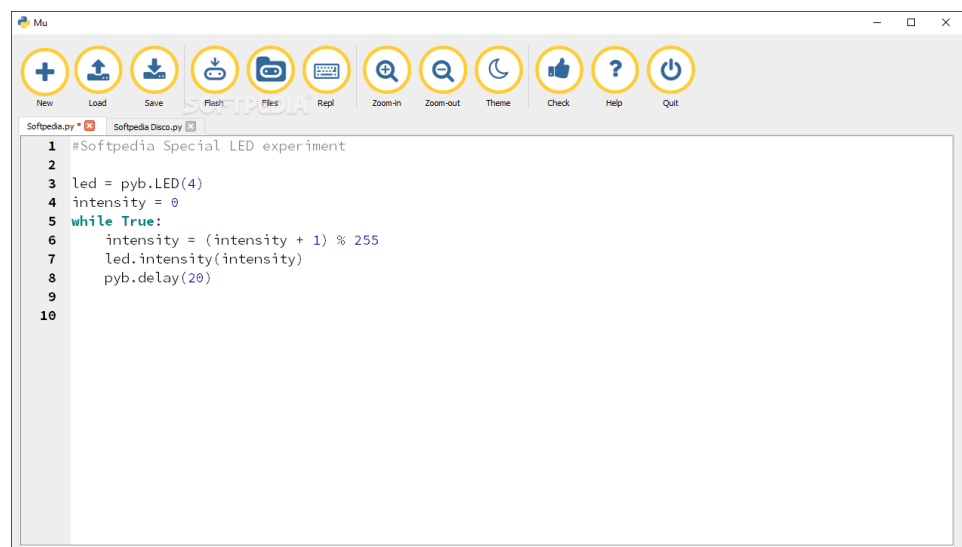 Mu
New Load Save Flash Files Repl Zoom-in Zoom-out Theme Check Help Quit
SOFTPEDIA
Softpedia.py * Softpedia Disco.py
1 #Softpedia Special LED experiment
2
3 led = pyb.LED(4)
4 intensity = 0
5 while True:
6     intensity = (intensity + 1) % 255
7     led.intensity(intensity)
8     pyb.delay(20)
9
10